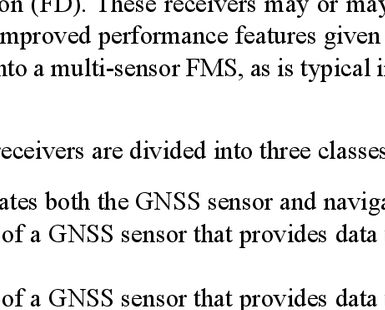 on (FD). These receivers may or may
mproved performance features given
nto a multi-sensor FMS, as is typical i
receivers are divided into three classes
ates both the GNSS sensor and naviga
of a GNSS sensor that provides data
of a GNSS sensor that provides data